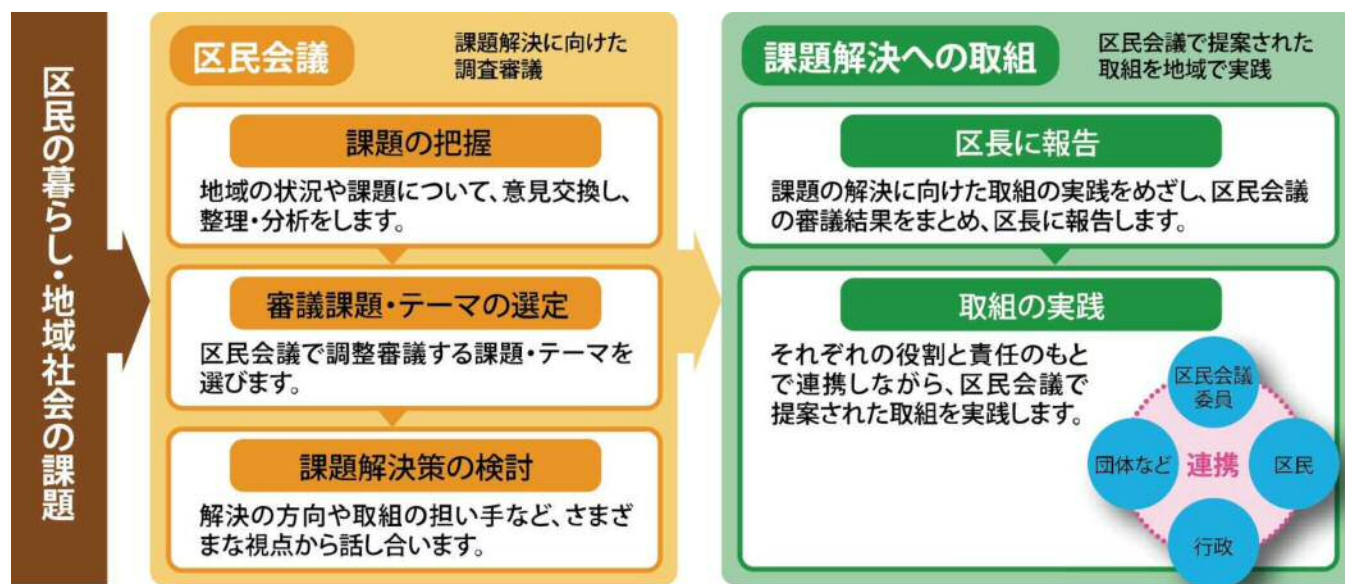 区民の暮らし・地域社会の課題
区民会議
課題解決に向けた
調査審議
課題の把握
地域の状況や課題について、意見交換し、
整理・分析をします。
審議課題・テーマの選定
区民会議で調整審議する課題・テーマを
選びます。
課題解決策の検討
解決の方向や取組の担い手など、さまざ
まな視点から話し合います。
課題解決への取組
区民会議で提案された
取組を地域で実践
区長に報告
課題の解決に向けた取組の実践をめざし、区民会議
の審議結果をまとめ、区長に報告します。
取組の実践
それぞれの役割と責任のもと
で連携しながら、区民会議で
提案された取組を実践します。
区民会議
委員
団体など
連携
区民
行政